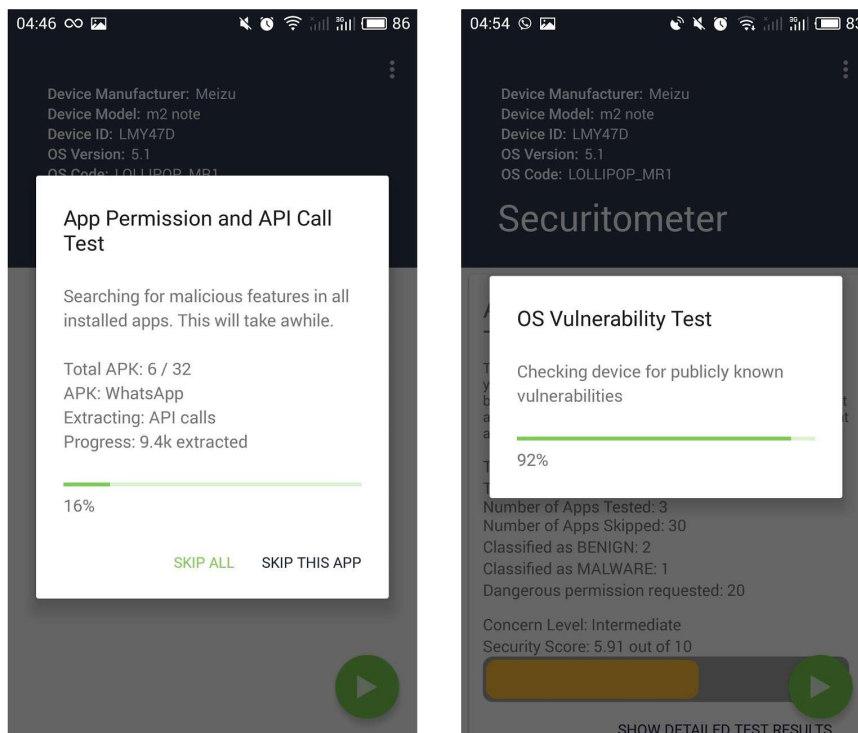 04:46
86
Device Manufacturer: Meizu
Device Model: m2 note
Device ID: LMY47D
OS Version: 5.1
OS Code: LOLLIPOP_MR1
App Permission and API Call
Test
Searching for malicious features in all
installed apps. This will take awhile.
Total APK: 6 / 32
APK: WhatsApp
Extracting: API calls
Progress: 9.4k extracted
16%
SKIP ALL SKIP THIS APP
04:54
3G
83
Device Manufacturer: Meizu
Device Model: m2 note
Device ID: LMY47D
OS Version: 5.1
OS Code: LOLLIPOP_MR1
Securitometer
OS Vulnerability Test
Checking device for publicly known
vulnerabilities
92%
Number of Apps Tested: 3
Number of Apps Skipped: 30
Classified as BENIGN: 2
Classified as MALWARE: 1
Dangerous permission requested: 20
Concern Level: Intermediate
Security Score: 5.91 out of 10
SHOW DETAILED TEST RESULTS